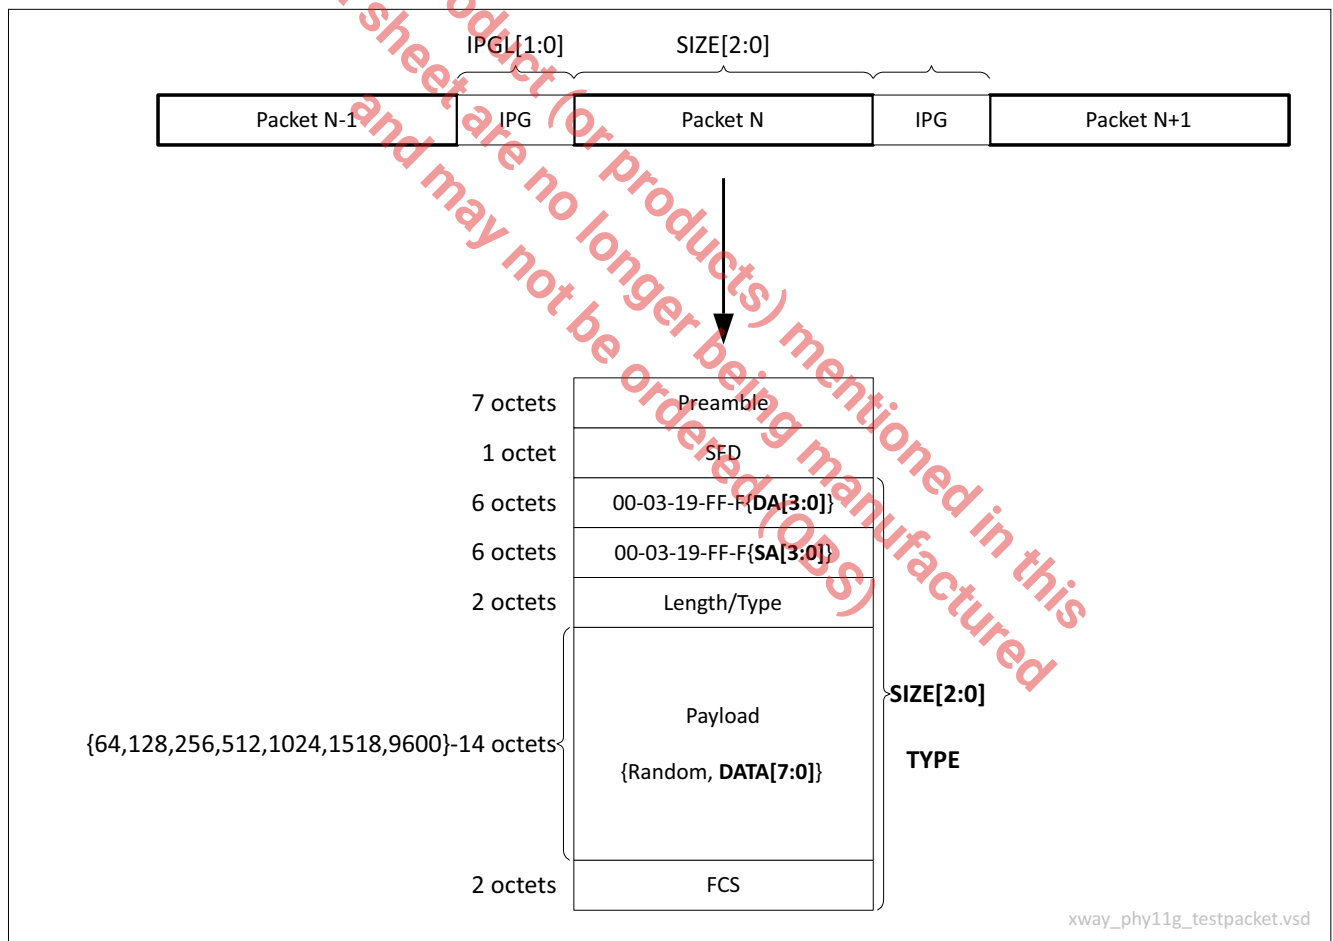 IPGL[1:0] SIZE[2:0]
Packet N-1 IPG Packet N IPG Packet N+1
7 octets Preamble
1 octet SFD
6 octets 00-03-19-FF-F{DA[3:0]}
6 octets 00-03-19-FF-F{SA[3:0]}
2 octets Length/Type
SIZE[2:0]
Payload
{64,128,256,512,1024,1518,9600}-14 octets
TYPE
{Random, DATA[7:0]}
2 octets FCS
xway_phy11g_testpacket.vsd
product (or products) mentioned in this
sheet are no longer being manufactured
and may not be ordered (OBS)